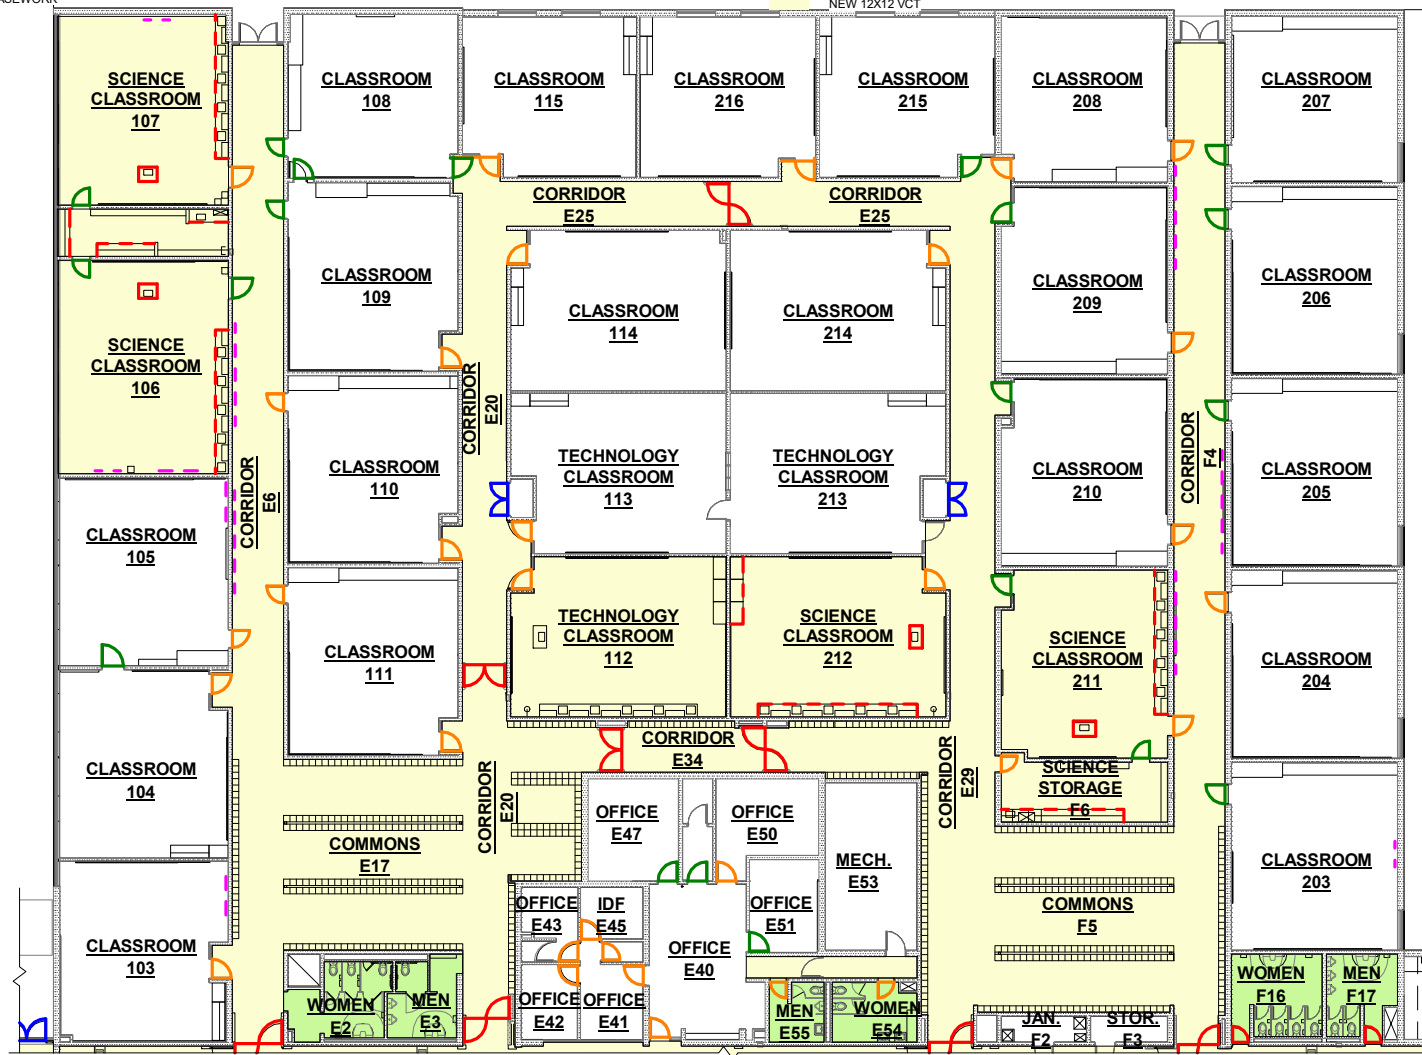 NEW 12X12 VCT
SCIENCE
CLASSROOM
107
CLASSROOM
108
CLASSROOM
115
CLASSROOM
216
CLASSROOM
215
CLASSROOM
208
CLASSROOM
207
CORRIDOR
E25
CORRIDOR
E25
SCIENCE
CLASSROOM
106
CLASSROOM
109
CLASSROOM
114
CLASSROOM
214
CLASSROOM
209
CLASSROOM
206
CORRIDOR
E6
CORRIDOR
E20
CORRIDOR
F4
CLASSROOM
105
CLASSROOM
110
TECHNOLOGY
CLASSROOM
113
TECHNOLOGY
CLASSROOM
213
CLASSROOM
210
CLASSROOM
205
CLASSROOM
111
TECHNOLOGY
CLASSROOM
112
SCIENCE
CLASSROOM
212
SCIENCE
CLASSROOM
211
CLASSROOM
204
CLASSROOM
104
CORRIDOR
E20
CORRIDOR
E34
CORRIDOR
E29
SCIENCE
STORAGE
F6
COMMONS
E17
OFFICE
E47
OFFICE
E50
MECH.
E53
COMMONS
F5
CLASSROOM
203
CLASSROOM
103
OFFICE
E43
IDF
E45
OFFICE
E51
OFFICE
E40
WOMEN
E2
MEN
E3
OFFICE
E42
OFFICE
E41
MEN
E55
WOMEN
E54
JAN.
F2
STOR.
F3
WOMEN
F16
MEN
F17